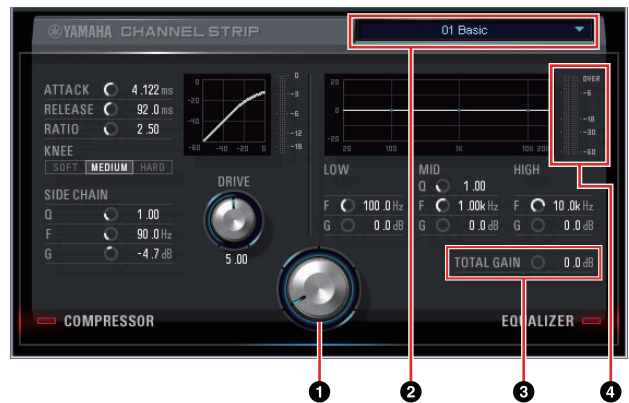 YAMAHA CHANNEL STRIP
01 Basic
ATTACK 4.122 ms
RELEASE 92.0 ms
RATIO 2.50
KNEE
SOFT MEDIUM HARD
SIDE CHAIN
Q 1.00
F 90.0 Hz
G -4.7 dB
0
-20
-40
-60 -40 -20 0
0
-3
-6
-12
-18
DRIVE
5.00
20
0
-20
20 100 1K 10K 20K
OVER
-6
-18
-30
-60
LOW
F 100.0 Hz
G 0.0 dB
MID
Q 1.00
F 1.00k Hz
G 0.0 dB
HIGH
F 10.0k Hz
G 0.0 dB
TOTAL GAIN 0.0 dB
COMPRESSOR
EQUALIZER
1 2 3 4